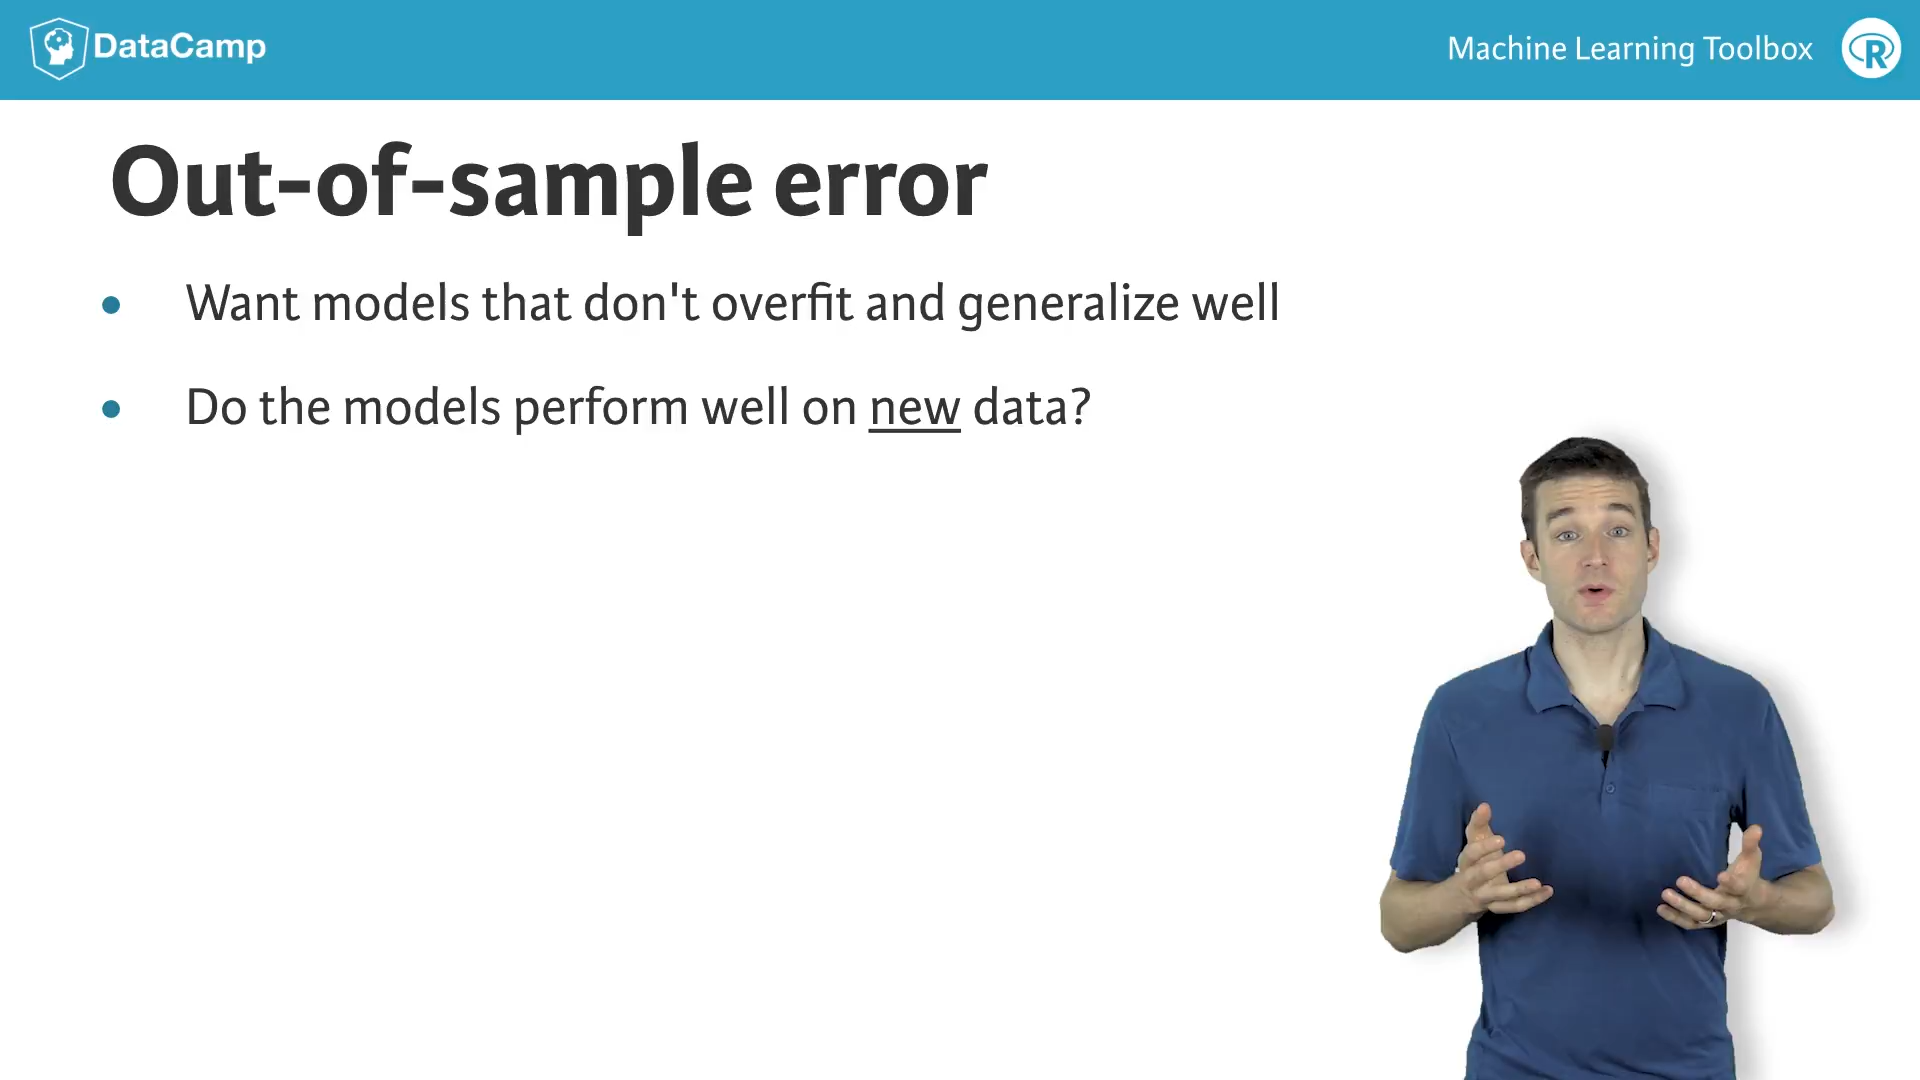 DataCamp
Machine Learning Toolbox
R
Out-of-sample error
• Want models that don't overfit and generalize well
• Do the models perform well on new data?